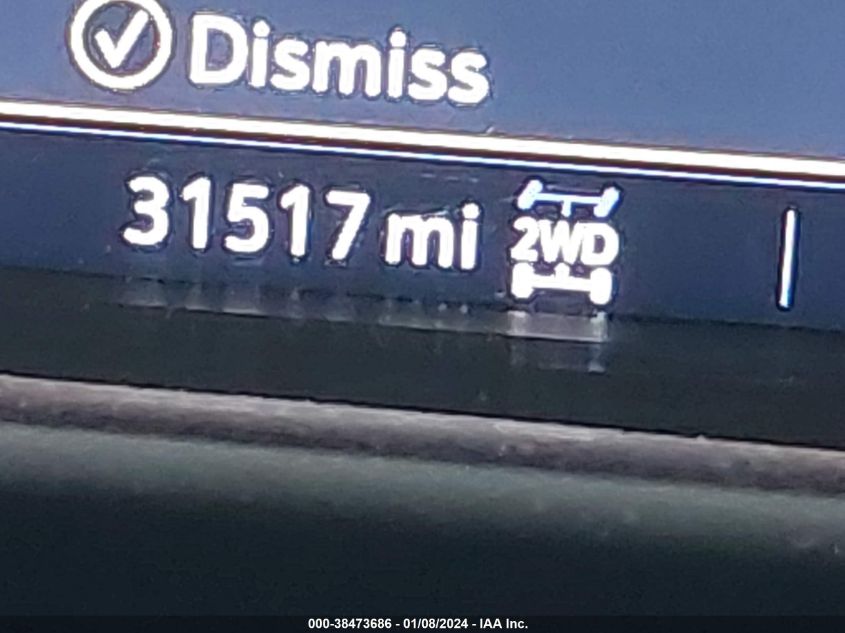 Dismiss
31517 mi 2WD
000-38473686 - 01/08/2024 - IAA Inc.